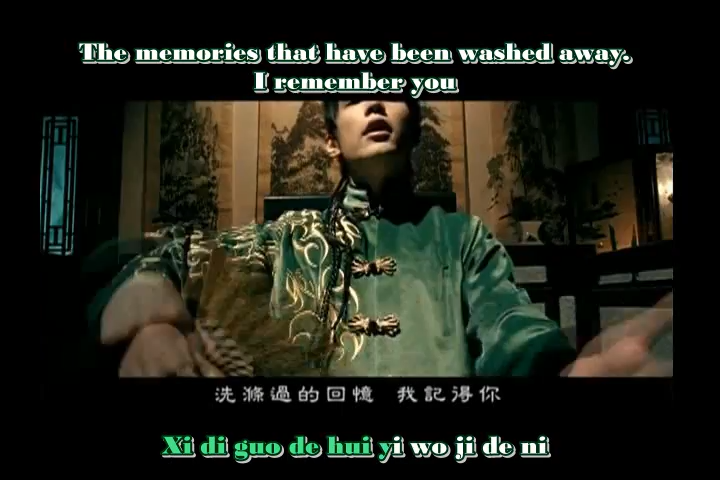 The memories that have been washed away.
I remember you
洗滌過的回憶 我記得你
Xi di guo de hui yi wo ji de ni